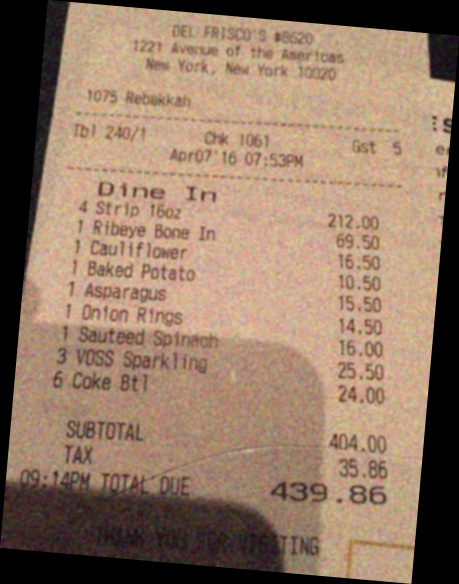 DEL FRISCO'S #8620
1221 Avenue of the Americas
New York, New York 10020
1075 Rebekkah
Tbl 240/1 Chk 1061 Gst 5
Apr07'16 07:53PM
Dine In
4 Strip 16oz 212.00
1 Ribeye Bone In 69.50
1 Cauliflower 16.50
1 Baked Potato 10.50
1 Asparagus 15.50
1 Onion Rings 14.50
1 Sauteed Spinach 16.00
3 VOSS Sparkling 25.50
6 Coke Btl 24.00
SUBTOTAL 404.00
TAX 35.86
09:14PM TOTAL DUE 439.86
THANK YOU FOR VISITING